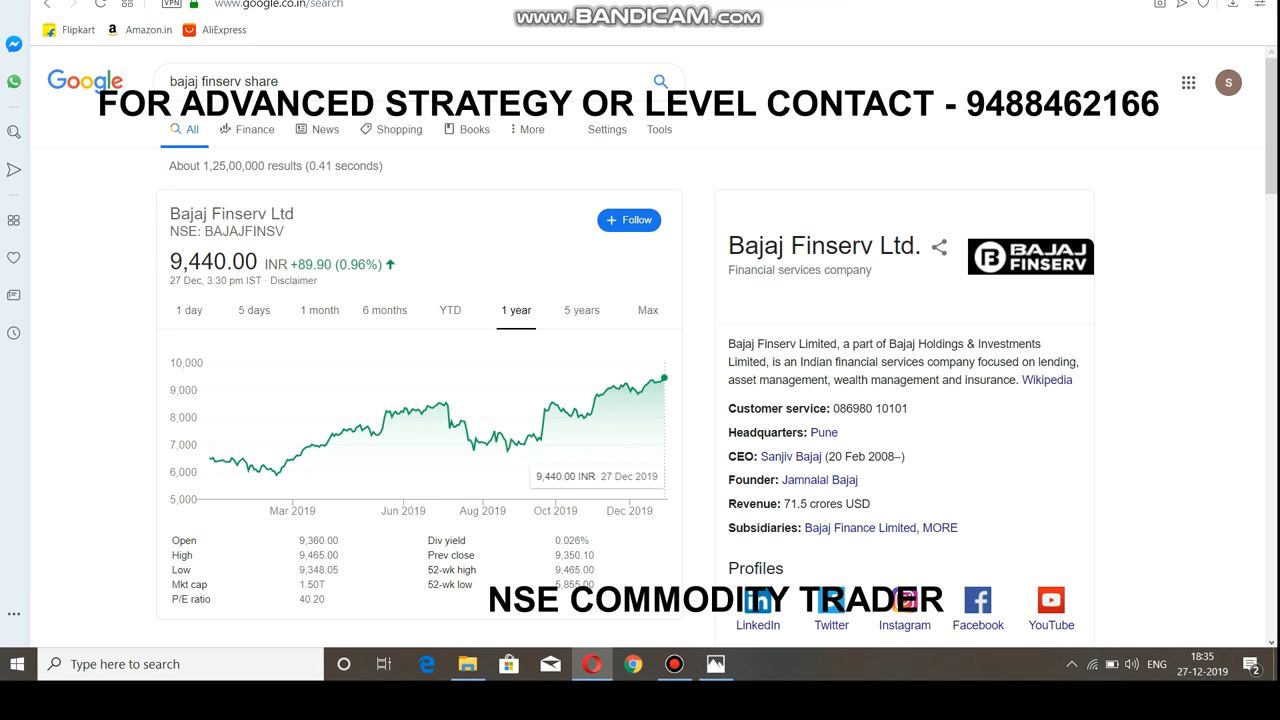 www.BANDICAM.com
VPN
www.google.co.in/search
Flipkart
Amazon.in
AliExpress
Google
bajaj finserv share
S
FOR ADVANCED STRATEGY OR LEVEL CONTACT - 9488462166
All
Finance
News
Shopping
Books
More
Settings
Tools
About 1,25,00,000 results (0.41 seconds)
Bajaj Finserv Ltd
NSE: BAJAJFINSV
Follow
9,440.00 INR +89.90 (0.96%)
27 Dec, 3:30 pm IST · Disclaimer
1 day
5 days
1 month
6 months
YTD
1 year
5 years
Max
10,000
9,000
8,000
7,000
6,000
5,000
9,440.00 INR 27 Dec 2019
Mar 2019
Jun 2019
Aug 2019
Oct 2019
Dec 2019
Open 9,360.00
High 9,465.00
Low 9,348.05
Mkt cap 1.50T
P/E ratio 40.20
Div yield 0.026%
Prev close 9,350.10
52-wk high 9,465.00
52-wk low 5,855.00
Bajaj Finserv Ltd.
Financial services company
BAJAJ
FINSERV
Bajaj Finserv Limited, a part of Bajaj Holdings & Investments
Limited, is an Indian financial services company focused on lending,
asset management, wealth management and insurance. Wikipedia
Customer service: 086980 10101
Headquarters: Pune
CEO: Sanjiv Bajaj (20 Feb 2008–)
Founder: Jamnalal Bajaj
Revenue: 71.5 crores USD
Subsidiaries: Bajaj Finance Limited, MORE
Profiles
NSE COMMODITY TRADER
LinkedIn
Twitter
Instagram
Facebook
YouTube
Type here to search
ENG
18:35
27-12-2019
2